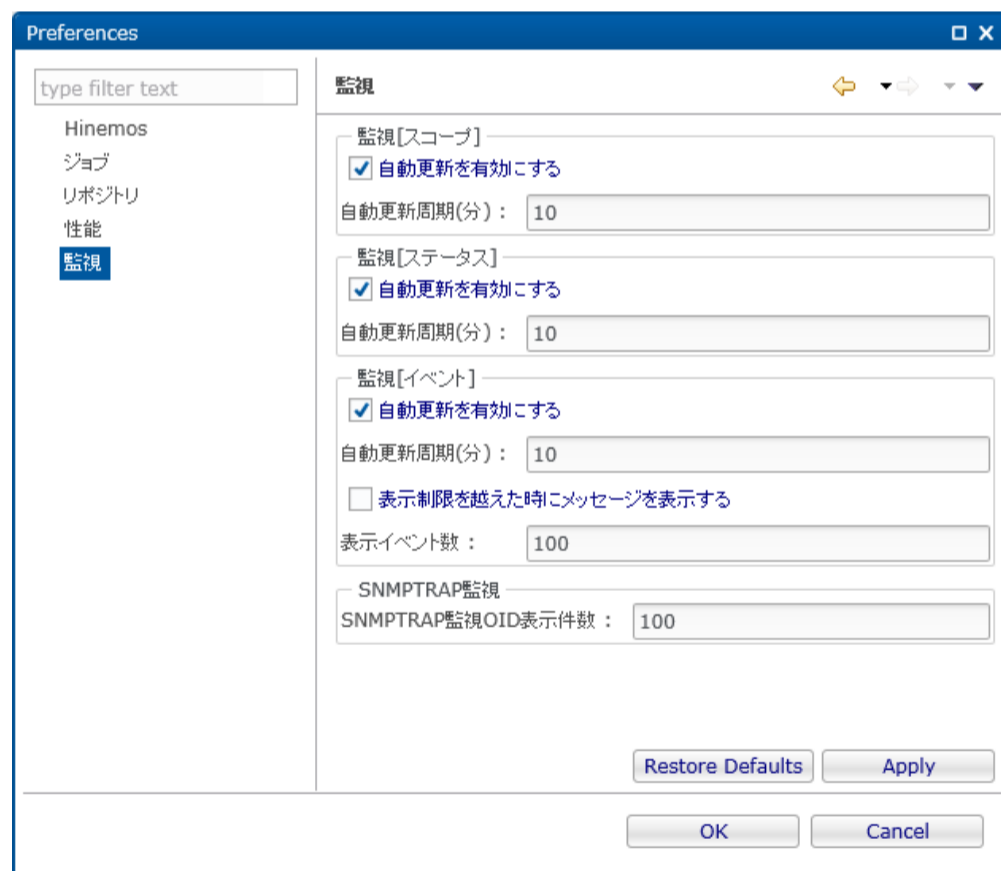 Preferences
type filter text
Hinemos
ジョブ
リポジトリ
性能
監視
監視
監視[スコープ]
自動更新を有効にする
自動更新周期(分) : 10
監視[ステータス]
自動更新を有効にする
自動更新周期(分) : 10
監視[イベント]
自動更新を有効にする
自動更新周期(分) : 10
表示制限を越えた時にメッセージを表示する
表示イベント数 : 100
SNMPTRAP監視
SNMPTRAP監視OID表示件数 : 100
Restore Defaults Apply
OK Cancel